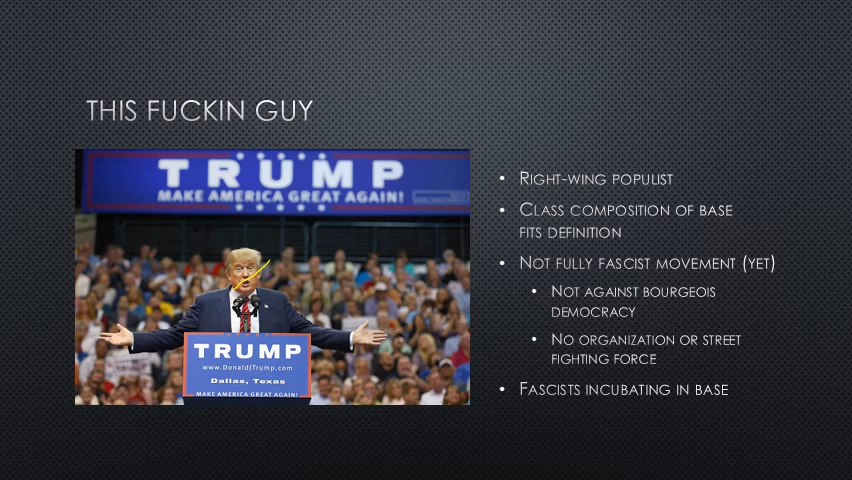 THIS FUCKIN GUY
TRUMP
MAKE AMERICA GREAT AGAIN!
TRUMP
www.DonaldJTrump.com
Dallas, Texas
MAKE AMERICA GREAT AGAIN!
• RIGHT-WING POPULIST
• CLASS COMPOSITION OF BASE
FITS DEFINITION
• NOT FULLY FASCIST MOVEMENT (YET)
• NOT AGAINST BOURGEOIS
DEMOCRACY
• NO ORGANIZATION OR STREET
FIGHTING FORCE
• FASCISTS INCUBATING IN BASE